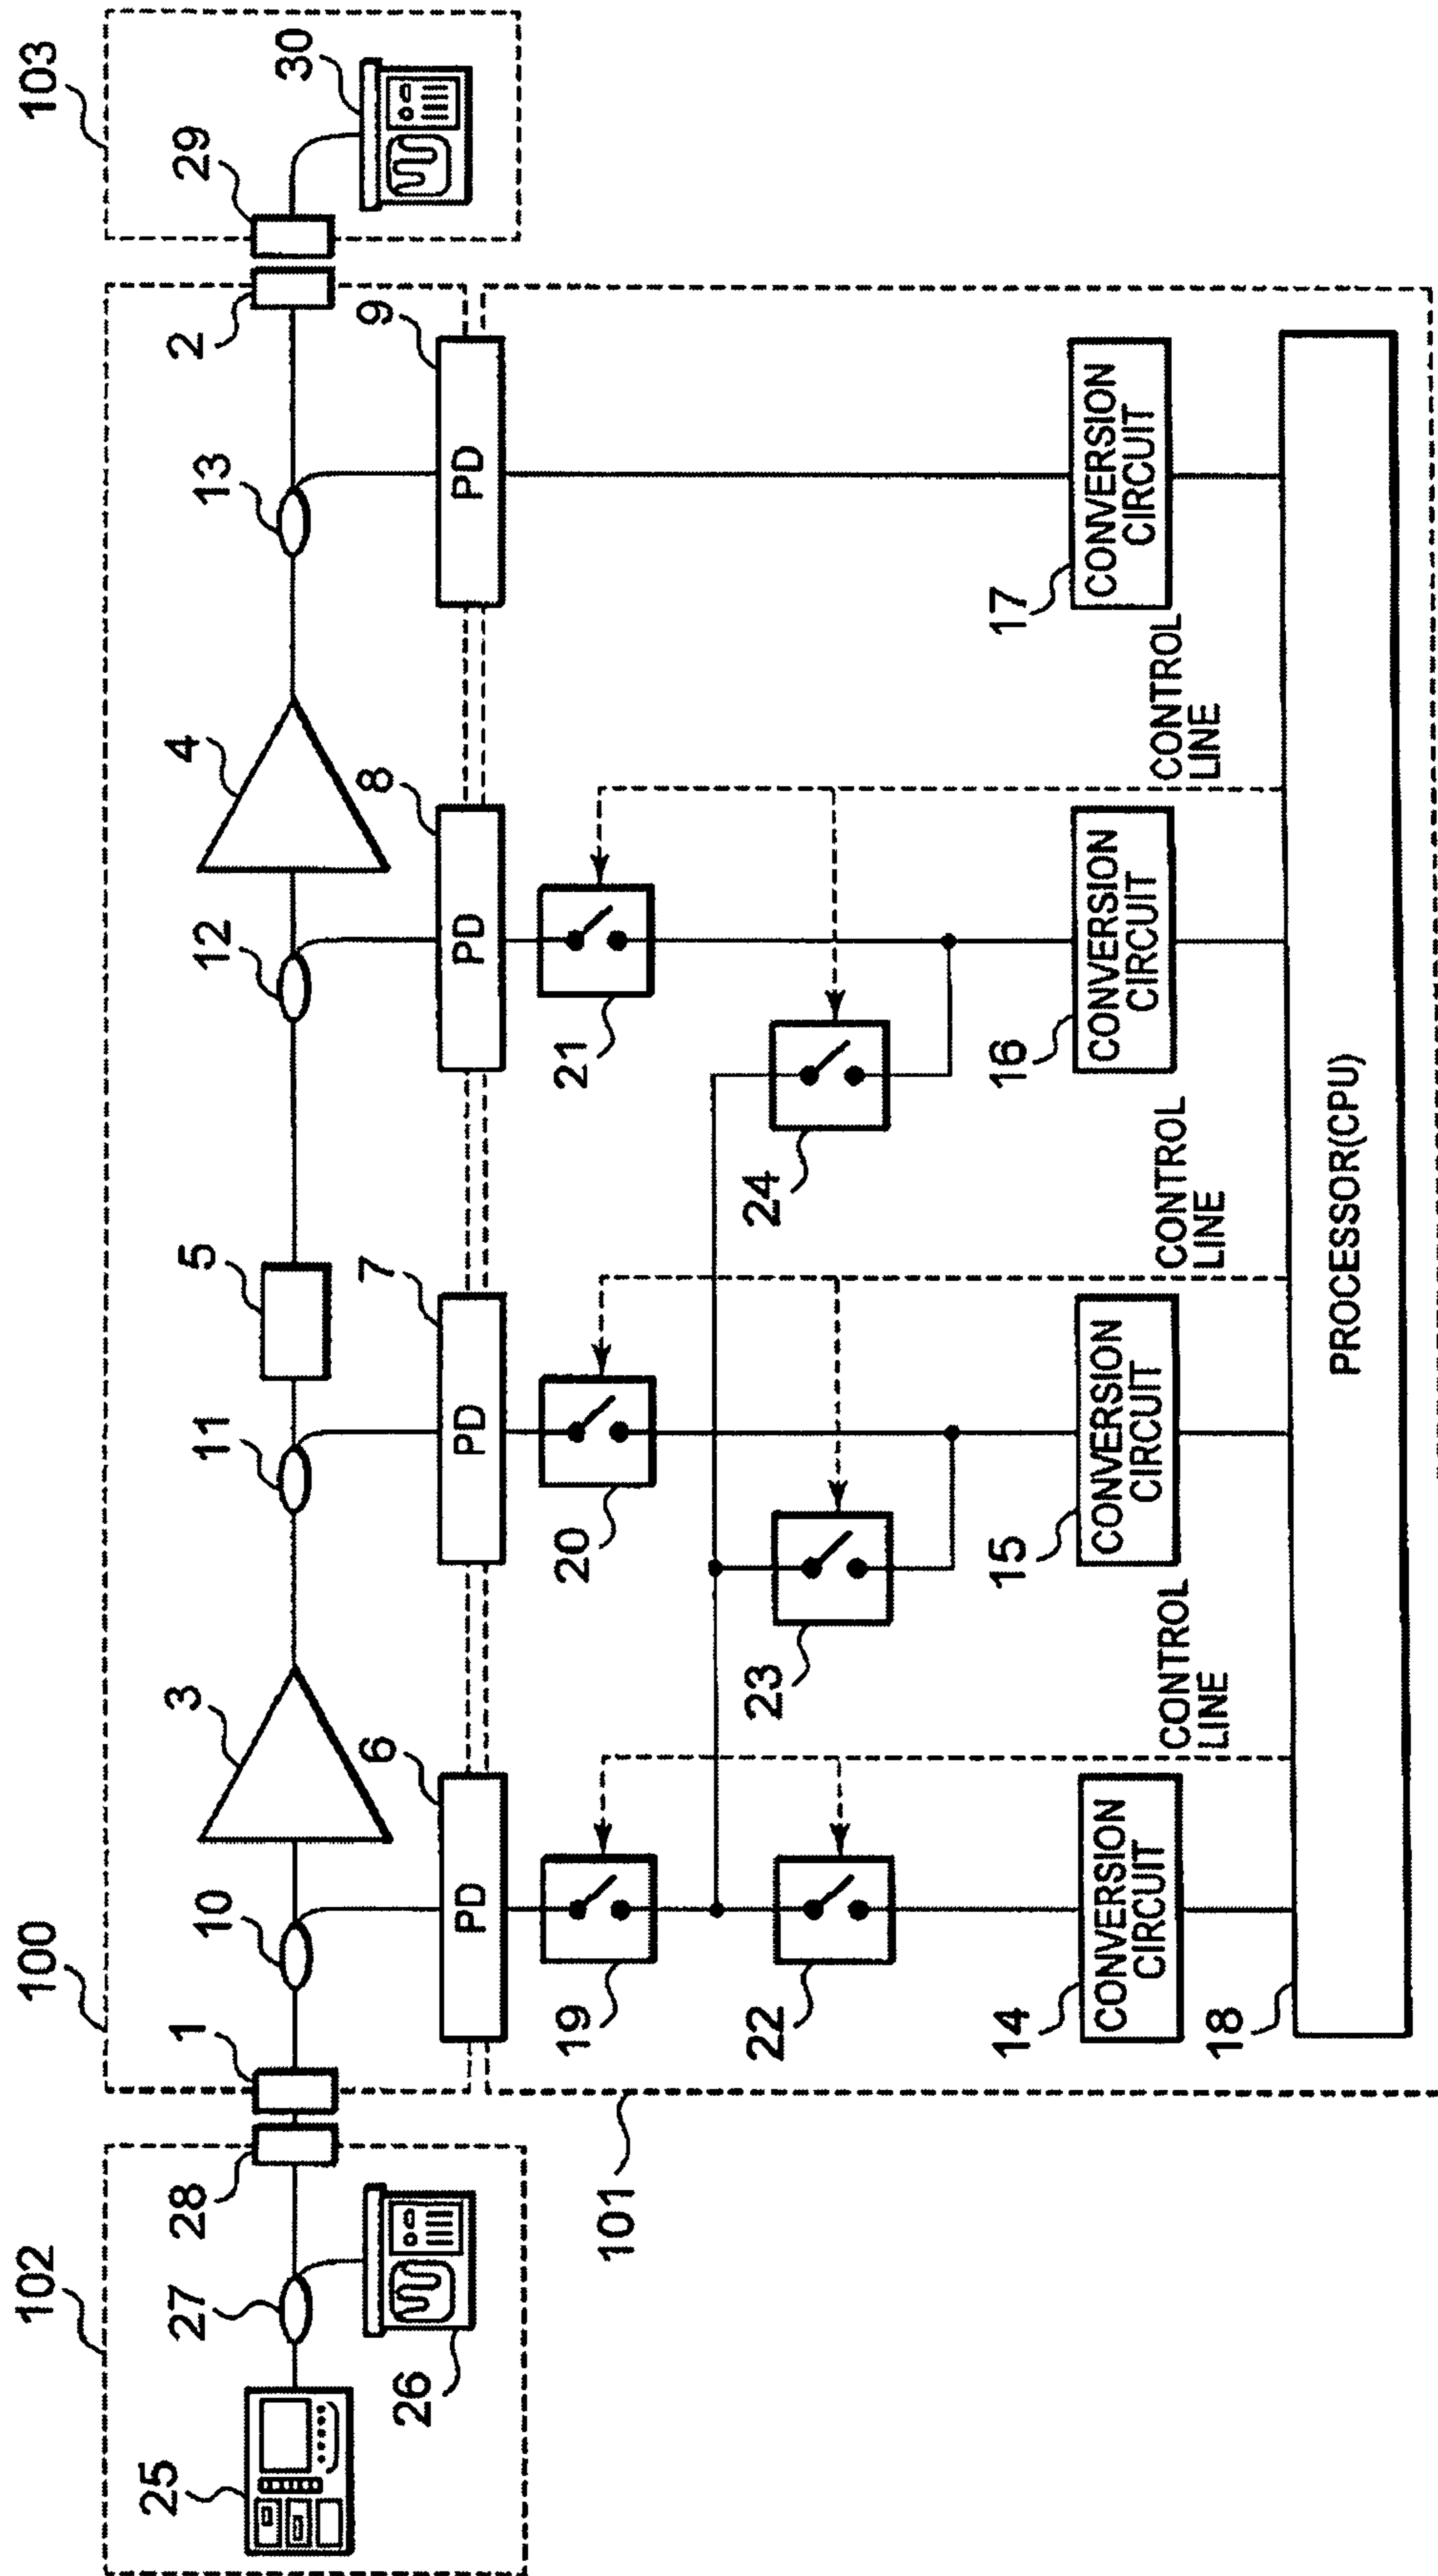 102
25
27
28
26
100
1
10
3
11
5
12
4
13
2
103
29
30
6
PD
7
PD
8
PD
9
PD
101
19
20
21
22
23
24
CONTROL
LINE
CONTROL
LINE
CONTROL
LINE
14
CONVERSION
CIRCUIT
15
CONVERSION
CIRCUIT
16
CONVERSION
CIRCUIT
17
CONVERSION
CIRCUIT
18
PROCESSOR(CPU)